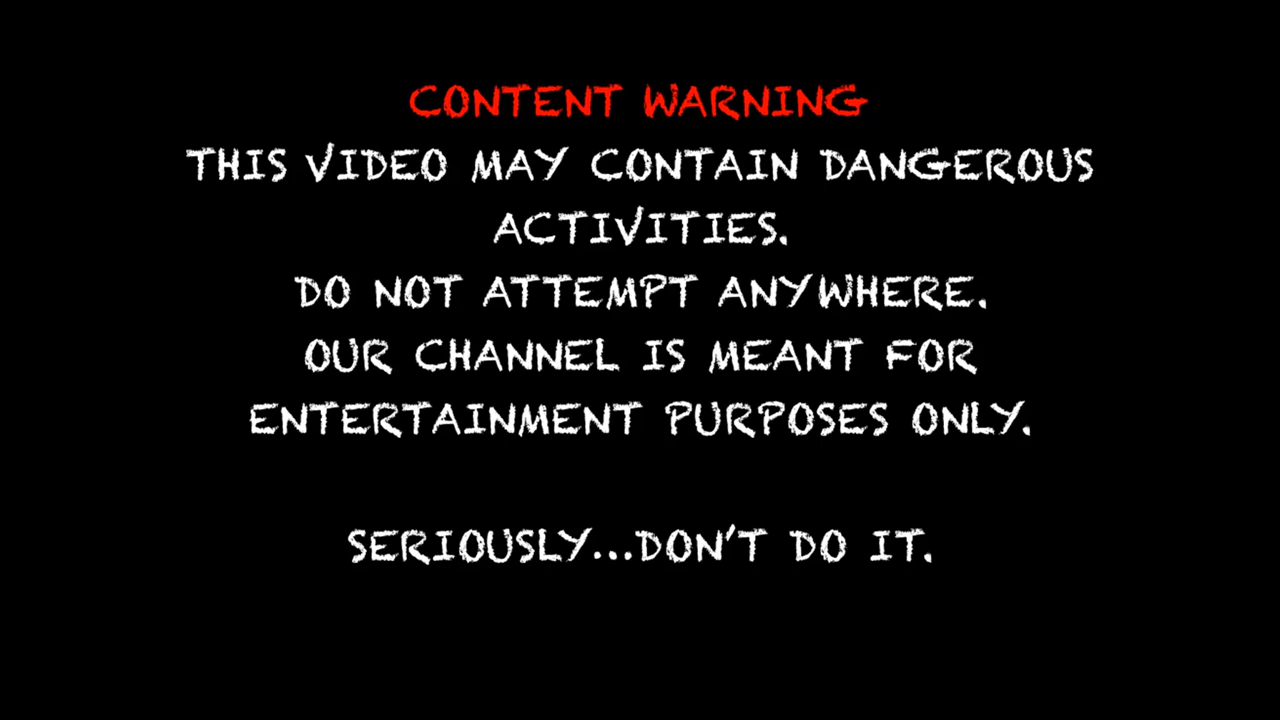 CONTENT WARNING
THIS VIDEO MAY CONTAIN DANGEROUS
ACTIVITIES.
DO NOT ATTEMPT ANYWHERE.
OUR CHANNEL IS MEANT FOR
ENTERTAINMENT PURPOSES ONLY.
SERIOUSLY...DON'T DO IT.